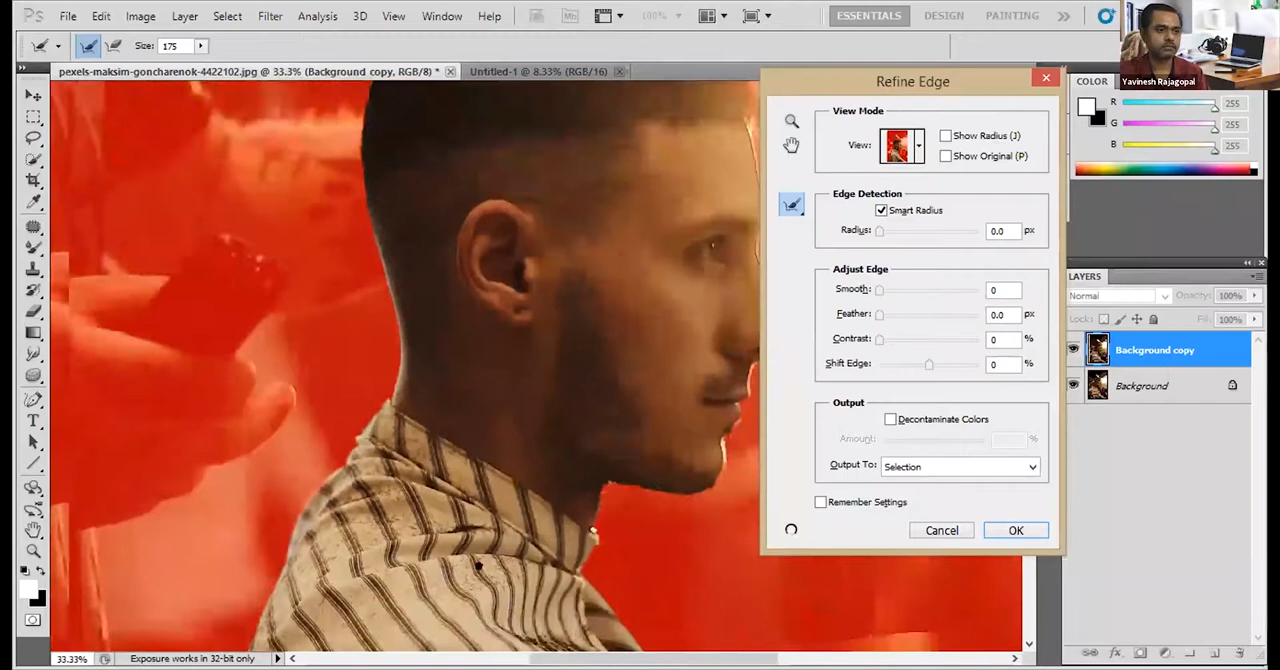 Ps File Edit Image Layer Select Filter Analysis 3D View Window Help Mb 100% ESSENTIALS DESIGN PAINTING
Size: 175
Yavinesh Rajagopal
pexels-maksim-goncharenok-4422102.jpg @ 33.3% (Background copy, RGB/8) * Untitled-1 @ 8.33% (RGB/16)
Refine Edge
COLOR
View Mode
View: Show Radius (J)
Show Original (P)
R 255
G 255
B 255
Edge Detection
Smart Radius
Radius: 0.0 px
Adjust Edge
Smooth: 0
Feather: 0.0 px
Contrast: 0 %
Shift Edge: 0 %
LAYERS
Normal Opacity: 100%
Lock: Fill: 100%
Background copy
Background
Output
Decontaminate Colors
Amount: %
Output To: Selection
Remember Settings
Cancel OK
33.33% Exposure works in 32-bit only
fx